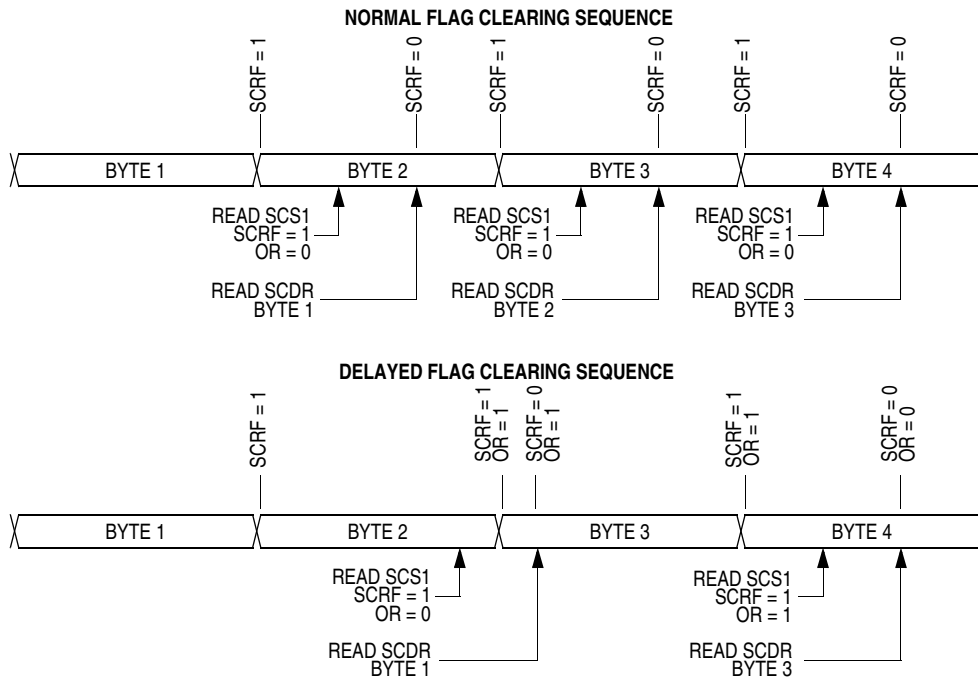 NORMAL FLAG CLEARING SEQUENCE
SCRF = 1
SCRF = 0
SCRF = 1
SCRF = 0
SCRF = 1
SCRF = 0
BYTE 1
BYTE 2
BYTE 3
BYTE 4
READ SCS1
SCRF = 1
OR = 0
READ SCS1
SCRF = 1
OR = 0
READ SCS1
SCRF = 1
OR = 0
READ SCDR
BYTE 1
READ SCDR
BYTE 2
READ SCDR
BYTE 3
DELAYED FLAG CLEARING SEQUENCE
SCRF = 1
SCRF = 1
OR = 1
SCRF = 0
OR = 1
SCRF = 1
OR = 1
SCRF = 0
OR = 0
BYTE 1
BYTE 2
BYTE 3
BYTE 4
READ SCS1
SCRF = 1
OR = 0
READ SCS1
SCRF = 1
OR = 1
READ SCDR
BYTE 1
READ SCDR
BYTE 3